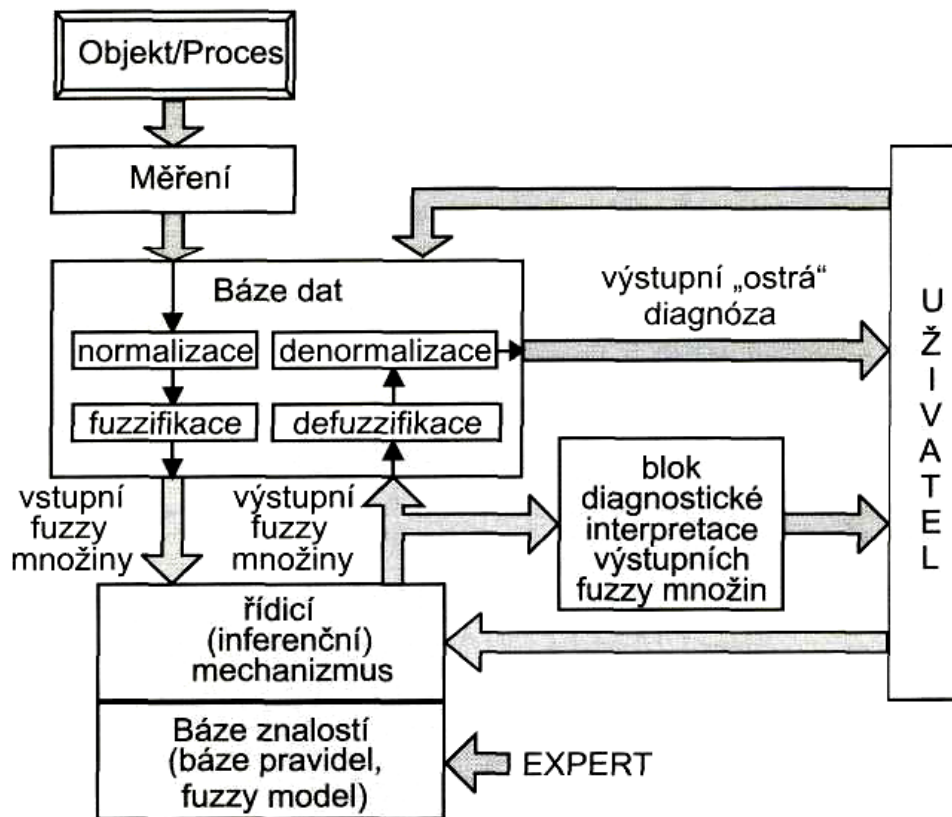 Objekt/Proces
Měření
Báze dat
normalizace
denormalizace
fuzzifikace
defuzzifikace
výstupní „ostrá“
diagnóza
UŽIVATEL
vstupní
fuzzy
množiny
výstupní
fuzzy
množiny
blok
diagnostické
interpretace
výstupních
fuzzy množin
řídicí
(inferenční)
mechanizmus
Báze znalostí
(báze pravidel,
fuzzy model)
EXPERT